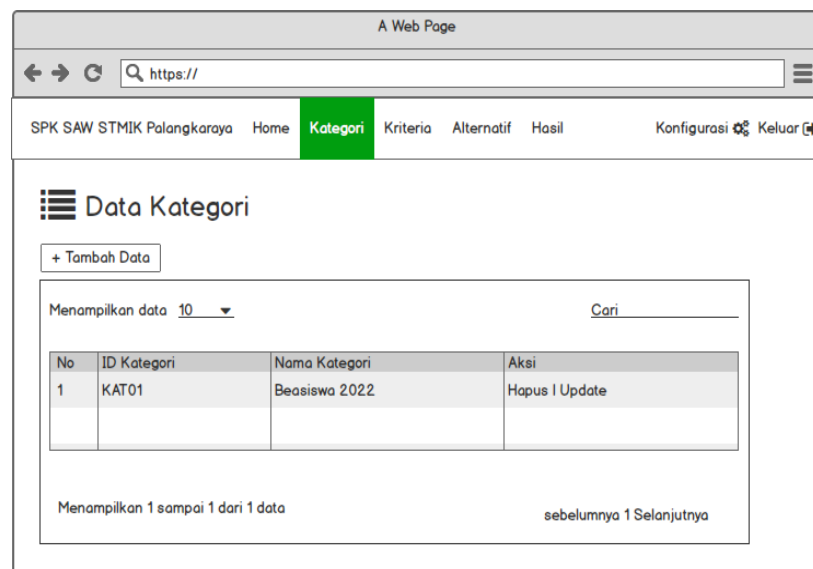 A Web Page
https://
SPK SAW STMIK Palangkaraya Home Kategori Kriteria Alternatif Hasil Konfigurasi Keluar
Data Kategori
+ Tambah Data
Menampilkan data 10 Cari
No ID Kategori Nama Kategori Aksi
1 KAT01 Beasiswa 2022 Hapus I Update
Menampilkan 1 sampai 1 dari 1 data
sebelumnya 1 Selanjutnya